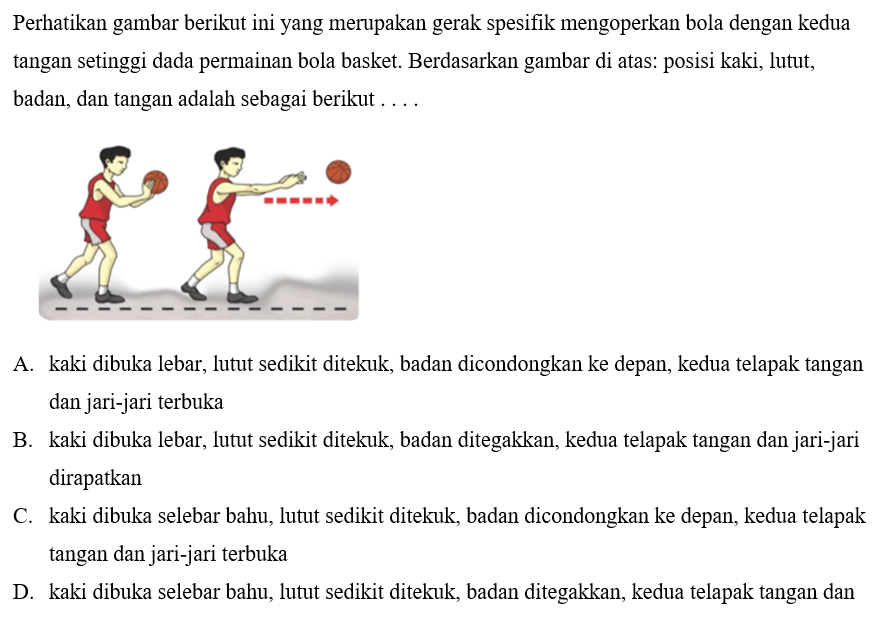 Perhatikan gambar berikut ini yang merupakan gerak spesifik mengoperkan bola dengan kedua
tangan setinggi dada permainan bola basket. Berdasarkan gambar di atas: posisi kaki, lutut,
badan, dan tangan adalah sebagai berikut . . . .
A. kaki dibuka lebar, lutut sedikit ditekuk, badan dicondongkan ke depan, kedua telapak tangan
dan jari-jari terbuka
B. kaki dibuka lebar, lutut sedikit ditekuk, badan ditegakkan, kedua telapak tangan dan jari-jari
dirapatkan
C. kaki dibuka selebar bahu, lutut sedikit ditekuk, badan dicondongkan ke depan, kedua telapak
tangan dan jari-jari terbuka
D. kaki dibuka selebar bahu, lutut sedikit ditekuk, badan ditegakkan, kedua telapak tangan dan